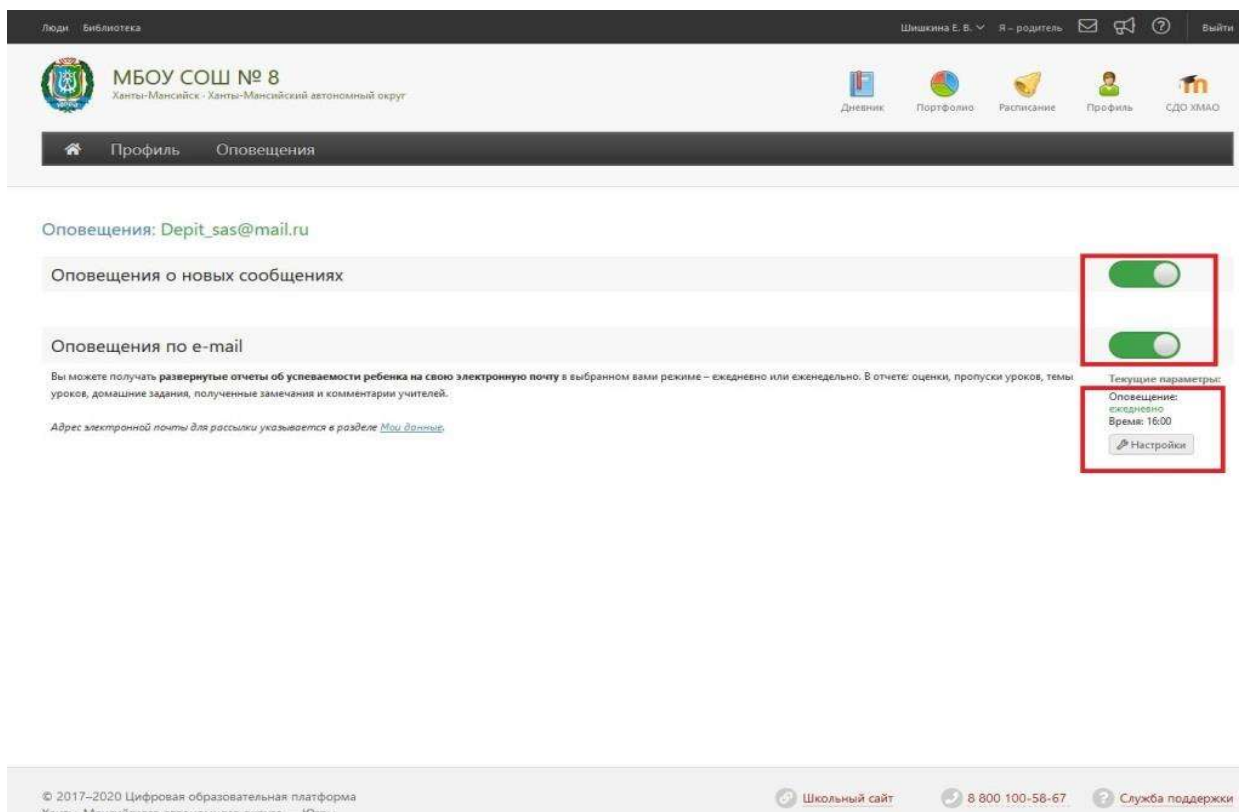 Люди Библиотека Шишкина Е. В. Я – родитель Выйти
МБОУ СОШ № 8
Ханты-Мансийск - Ханты-Мансийский автономный округ
Дневник Портфолио Расписание Профиль СДО ХМАО
Профиль Оповещения
Оповещения: Depit_sas@mail.ru
Оповещения о новых сообщениях
Оповещения по e-mail
Вы можете получать развернутые отчеты об успеваемости ребенка на свою электронную почту в выбранном вами режиме – ежедневно или еженедельно. В отчете: оценки, пропуски уроков, темы
уроков, домашние задания, полученные замечания и комментарии учителей.
Адрес электронной почты для рассылки указывается в разделе Мои данные.
Текущие параметры:
Оповещение:
ежедневно
Время: 16:00
Настройки
© 2017–2020 Цифровая образовательная платформа
Школьный сайт 8 800 100-58-67 Служба поддержки